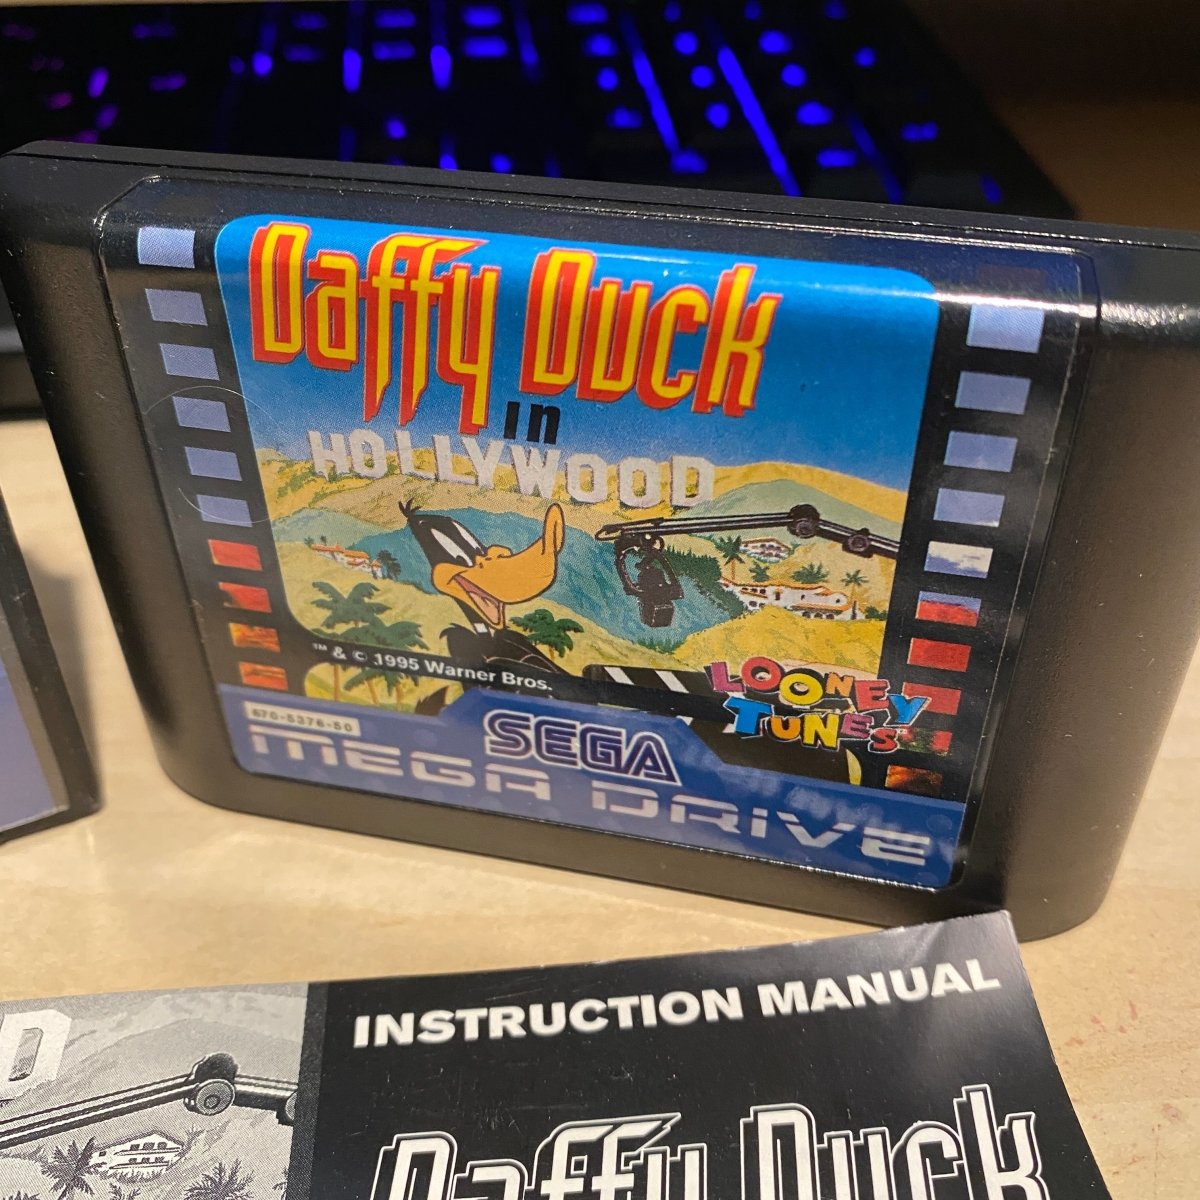 Daffy Duck
in
HOLLYWOOD
™ & © 1995 Warner Bros.
LOONEY
TUNES
670-5376-50
SEGA
MEGA DRIVE
INSTRUCTION MANUAL
D
Daffy Duck